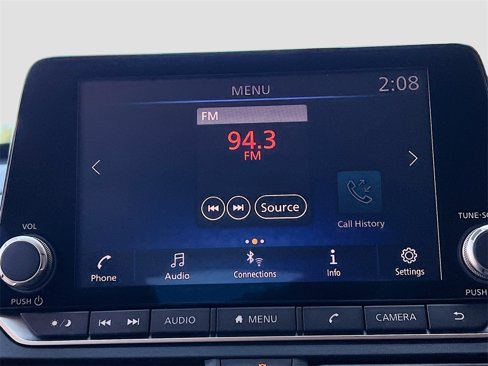 MENU 2:08
FM
94.3
FM
Source
Call History
VOL
TUNE-SC
Phone Audio Connections Info Settings
PUSH PUSH
AUDIO MENU CAMERA